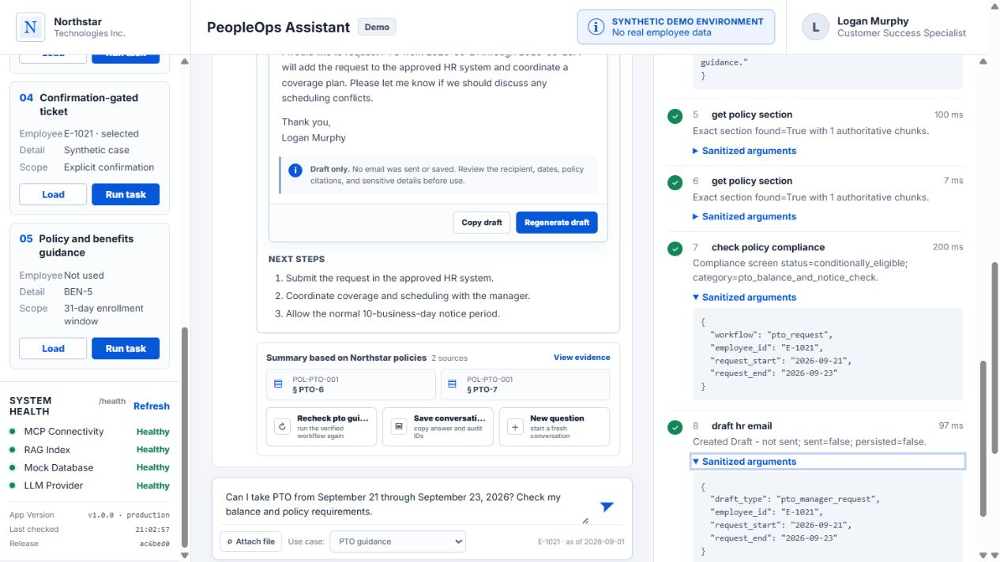 N
Northstar
Technologies Inc.
PeopleOps Assistant
Demo
SYNTHETIC DEMO ENVIRONMENT
No real employee data
L
Logan Murphy
Customer Success Specialist
04 Confirmation-gated ticket
Employee E-1021 · selected
Detail Synthetic case
Scope Explicit confirmation
Load
Run task
05 Policy and benefits guidance
Employee Not used
Detail BEN-5
Scope 31-day enrollment window
Load
Run task
SYSTEM HEALTH
/health
Refresh
MCP Connectivity Healthy
RAG Index Healthy
Mock Database Healthy
LLM Provider Healthy
App Version v1.0.0 · production
Last checked 21:02:57
Release ac6bed0
will add the request to the approved HR system and coordinate a
coverage plan. Please let me know if we should discuss any
scheduling conflicts.
Thank you,
Logan Murphy
Draft only. No email was sent or saved. Review the recipient, dates, policy
citations, and sensitive details before use.
Copy draft
Regenerate draft
NEXT STEPS
1. Submit the request in the approved HR system.
2. Coordinate coverage and scheduling with the manager.
3. Allow the normal 10-business-day notice period.
Summary based on Northstar policies 2 sources
View evidence
POL-PTO-001
§ PTO-6
POL-PTO-001
§ PTO-7
Recheck pto gui...
run the verified
workflow again
Save conversati...
copy answer and audit
IDs
New question
start a fresh
conversation
Can I take PTO from September 21 through September 23, 2026? Check my
balance and policy requirements.
Attach file
Use case:
PTO guidance
E-1021 · as of 2026-09-01
guidance."
}
5 get policy section 100 ms
Exact section found=True with 1 authoritative chunks.
Sanitized arguments
6 get policy section 7 ms
Exact section found=True with 1 authoritative chunks.
Sanitized arguments
7 check policy compliance 200 ms
Compliance screen status=conditionally_eligible;
category=pto_balance_and_notice_check.
Sanitized arguments
{
"workflow": "pto_request",
"employee_id": "E-1021",
"request_start": "2026-09-21",
"request_end": "2026-09-23"
}
8 draft hr email 97 ms
Created Draft - not sent; sent=false; persisted=false.
Sanitized arguments
{
"draft_type": "pto_manager_request",
"employee_id": "E-1021",
"request_start": "2026-09-21",
"request_end": "2026-09-23"
}